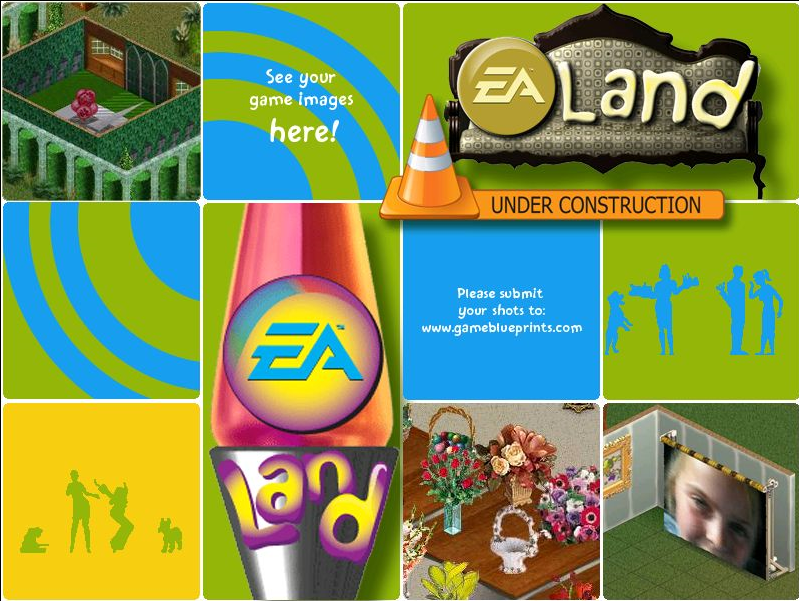 See your
game images
here!
EA Land
UNDER CONSTRUCTION
Please submit
your shots to:
www.gameblueprints.com
EA
Land